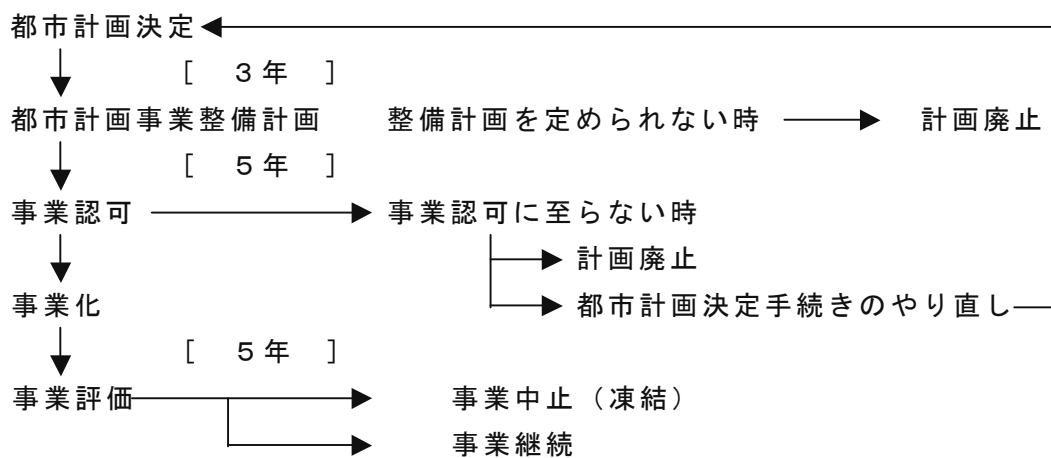 都市計画決定
[ 3年 ]
都市計画事業整備計画 整備計画を定められない時 計画廃止
[ 5年 ]
事業認可 事業認可に至らない時
計画廃止
事業化 都市計画決定手続きのやり直し
[ 5年 ]
事業評価 事業中止(凍結)
事業継続